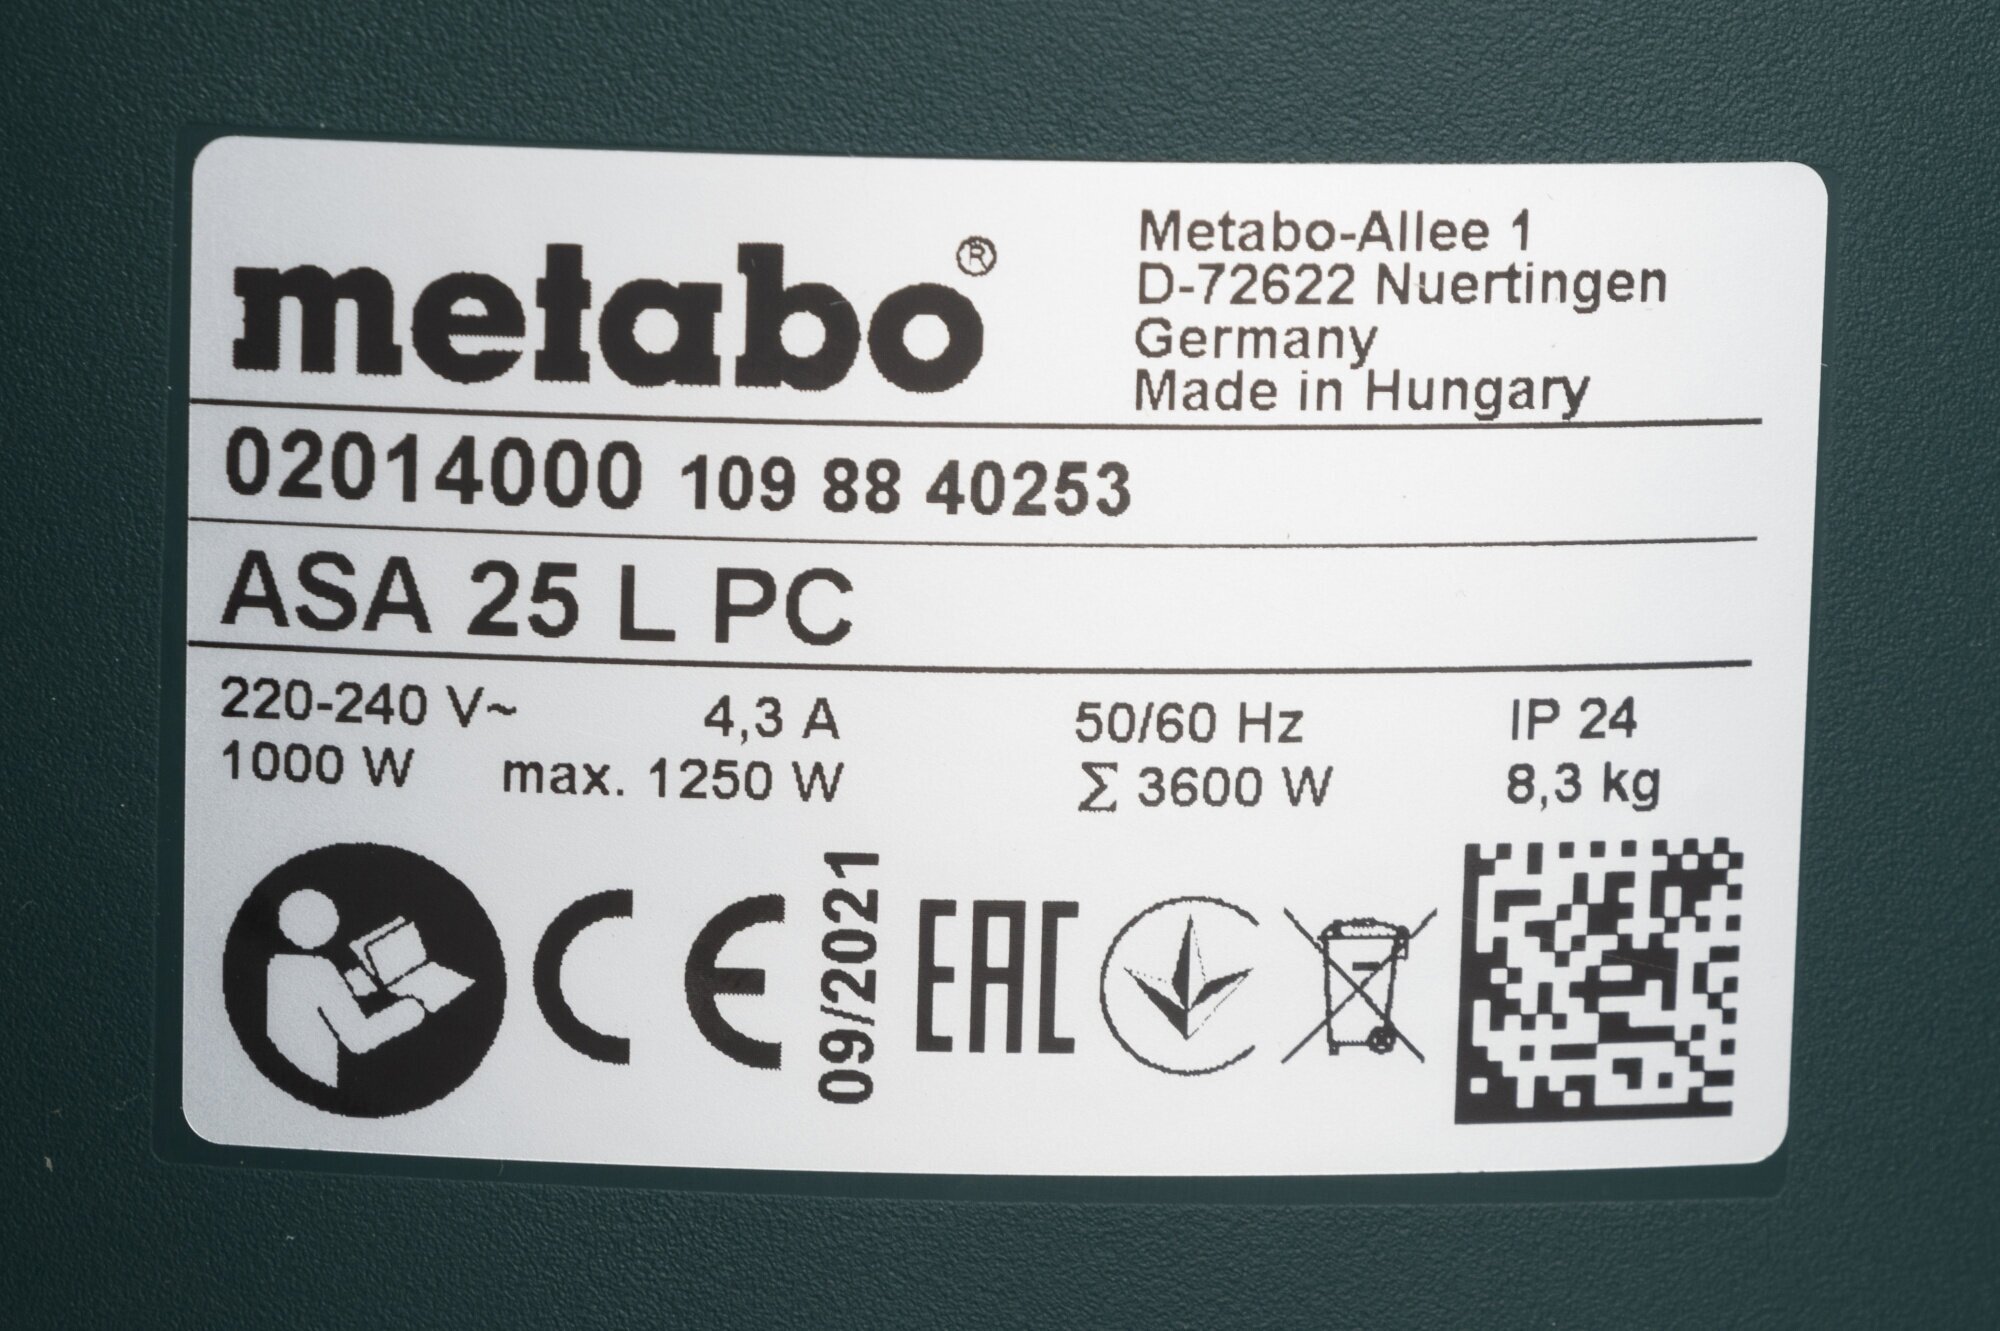 metabo®
Metabo-Allee 1
D-72622 Nuertingen
Germany
Made in Hungary
02014000 109 88 40253
ASA 25 L PC
220-240 V~ 4,3 A 50/60 Hz IP 24
1000 W max. 1250 W Σ 3600 W 8,3 kg
CE
09/2021
EAC